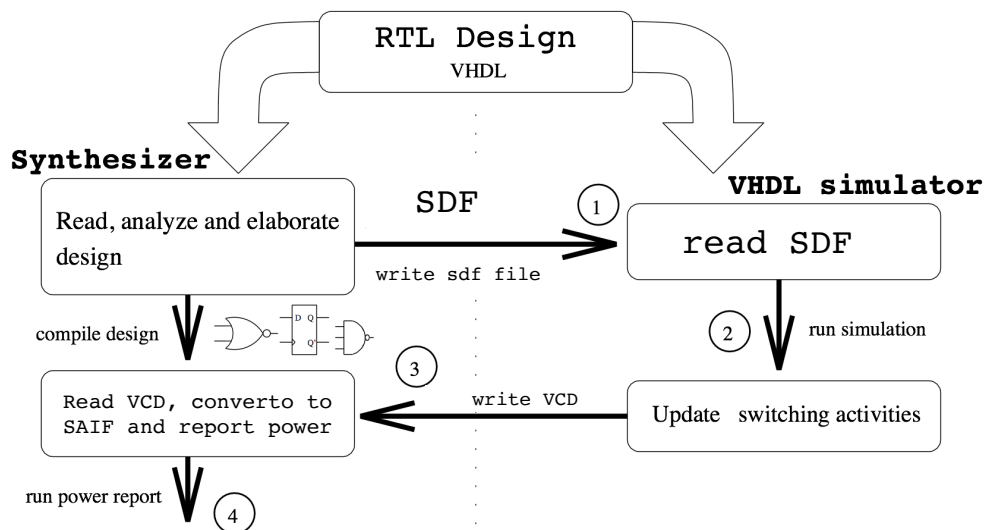 RTL Design
VHDL
Synthesizer
VHDL simulator
Read, analyze and elaborate
design
SDF
1
read SDF
write sdf file
compile design
D Q
Q'
2
run simulation
3
Read VCD, converto to
SAIF and report power
write VCD
Update switching activities
run power report
4